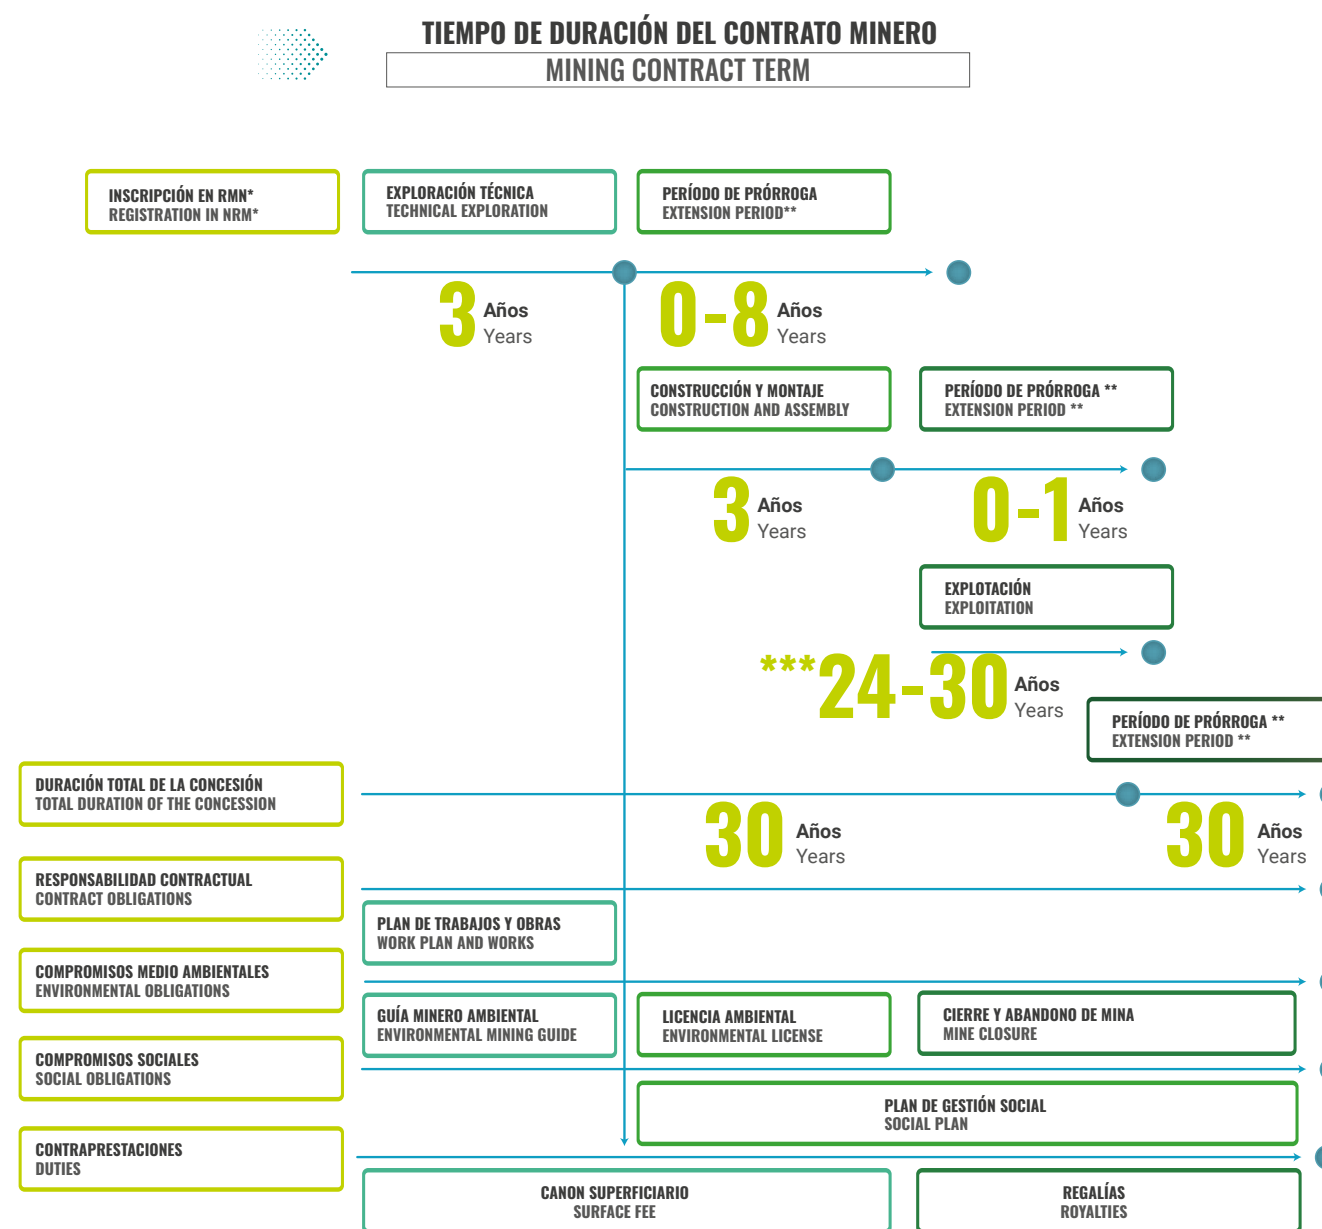 TIEMPO DE DURACIÓN DEL CONTRATO MINERO
MINING CONTRACT TERM
INSCRIPCIÓN EN RMN*
REGISTRATION IN NRM*
EXPLORACIÓN TÉCNICA
TECHNICAL EXPLORATION
PERÍODO DE PRÓRROGA
EXTENSION PERIOD**
3 Años
Years
0-8 Años
Years
CONSTRUCCIÓN Y MONTAJE
CONSTRUCTION AND ASSEMBLY
PERÍODO DE PRÓRROGA **
EXTENSION PERIOD **
3 Años
Years
0-1 Años
Years
EXPLOTACIÓN
EXPLOITATION
***24-30 Años
Years
PERÍODO DE PRÓRROGA **
EXTENSION PERIOD **
DURACIÓN TOTAL DE LA CONCESIÓN
TOTAL DURATION OF THE CONCESSION
30 Años
Years
30 Años
Years
RESPONSABILIDAD CONTRACTUAL
CONTRACT OBLIGATIONS
PLAN DE TRABAJOS Y OBRAS
WORK PLAN AND WORKS
COMPROMISOS MEDIO AMBIENTALES
ENVIRONMENTAL OBLIGATIONS
GUÍA MINERO AMBIENTAL
ENVIRONMENTAL MINING GUIDE
LICENCIA AMBIENTAL
ENVIRONMENTAL LICENSE
CIERRE Y ABANDONO DE MINA
MINE CLOSURE
COMPROMISOS SOCIALES
SOCIAL OBLIGATIONS
PLAN DE GESTIÓN SOCIAL
SOCIAL PLAN
CONTRAPRESTACIONES
DUTIES
CANON SUPERFICIARIO
SURFACE FEE
REGALÍAS
ROYALTIES